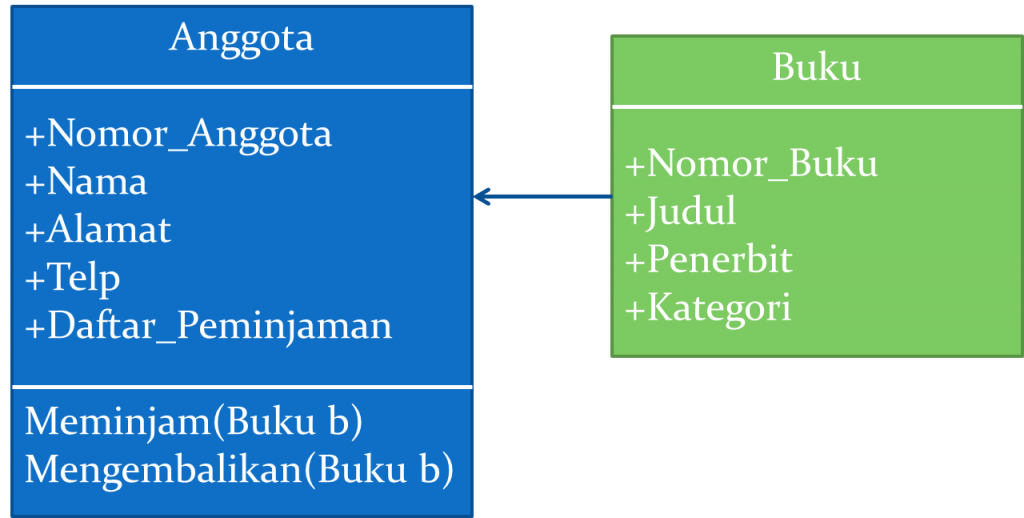 Anggota
+Nomor_Anggota
+Nama
+Alamat
+Telp
+Daftar_Peminjaman
Meminjam(Buku b)
Mengembalikan(Buku b)
Buku
+Nomor_Buku
+Judul
+Penerbit
+Kategori